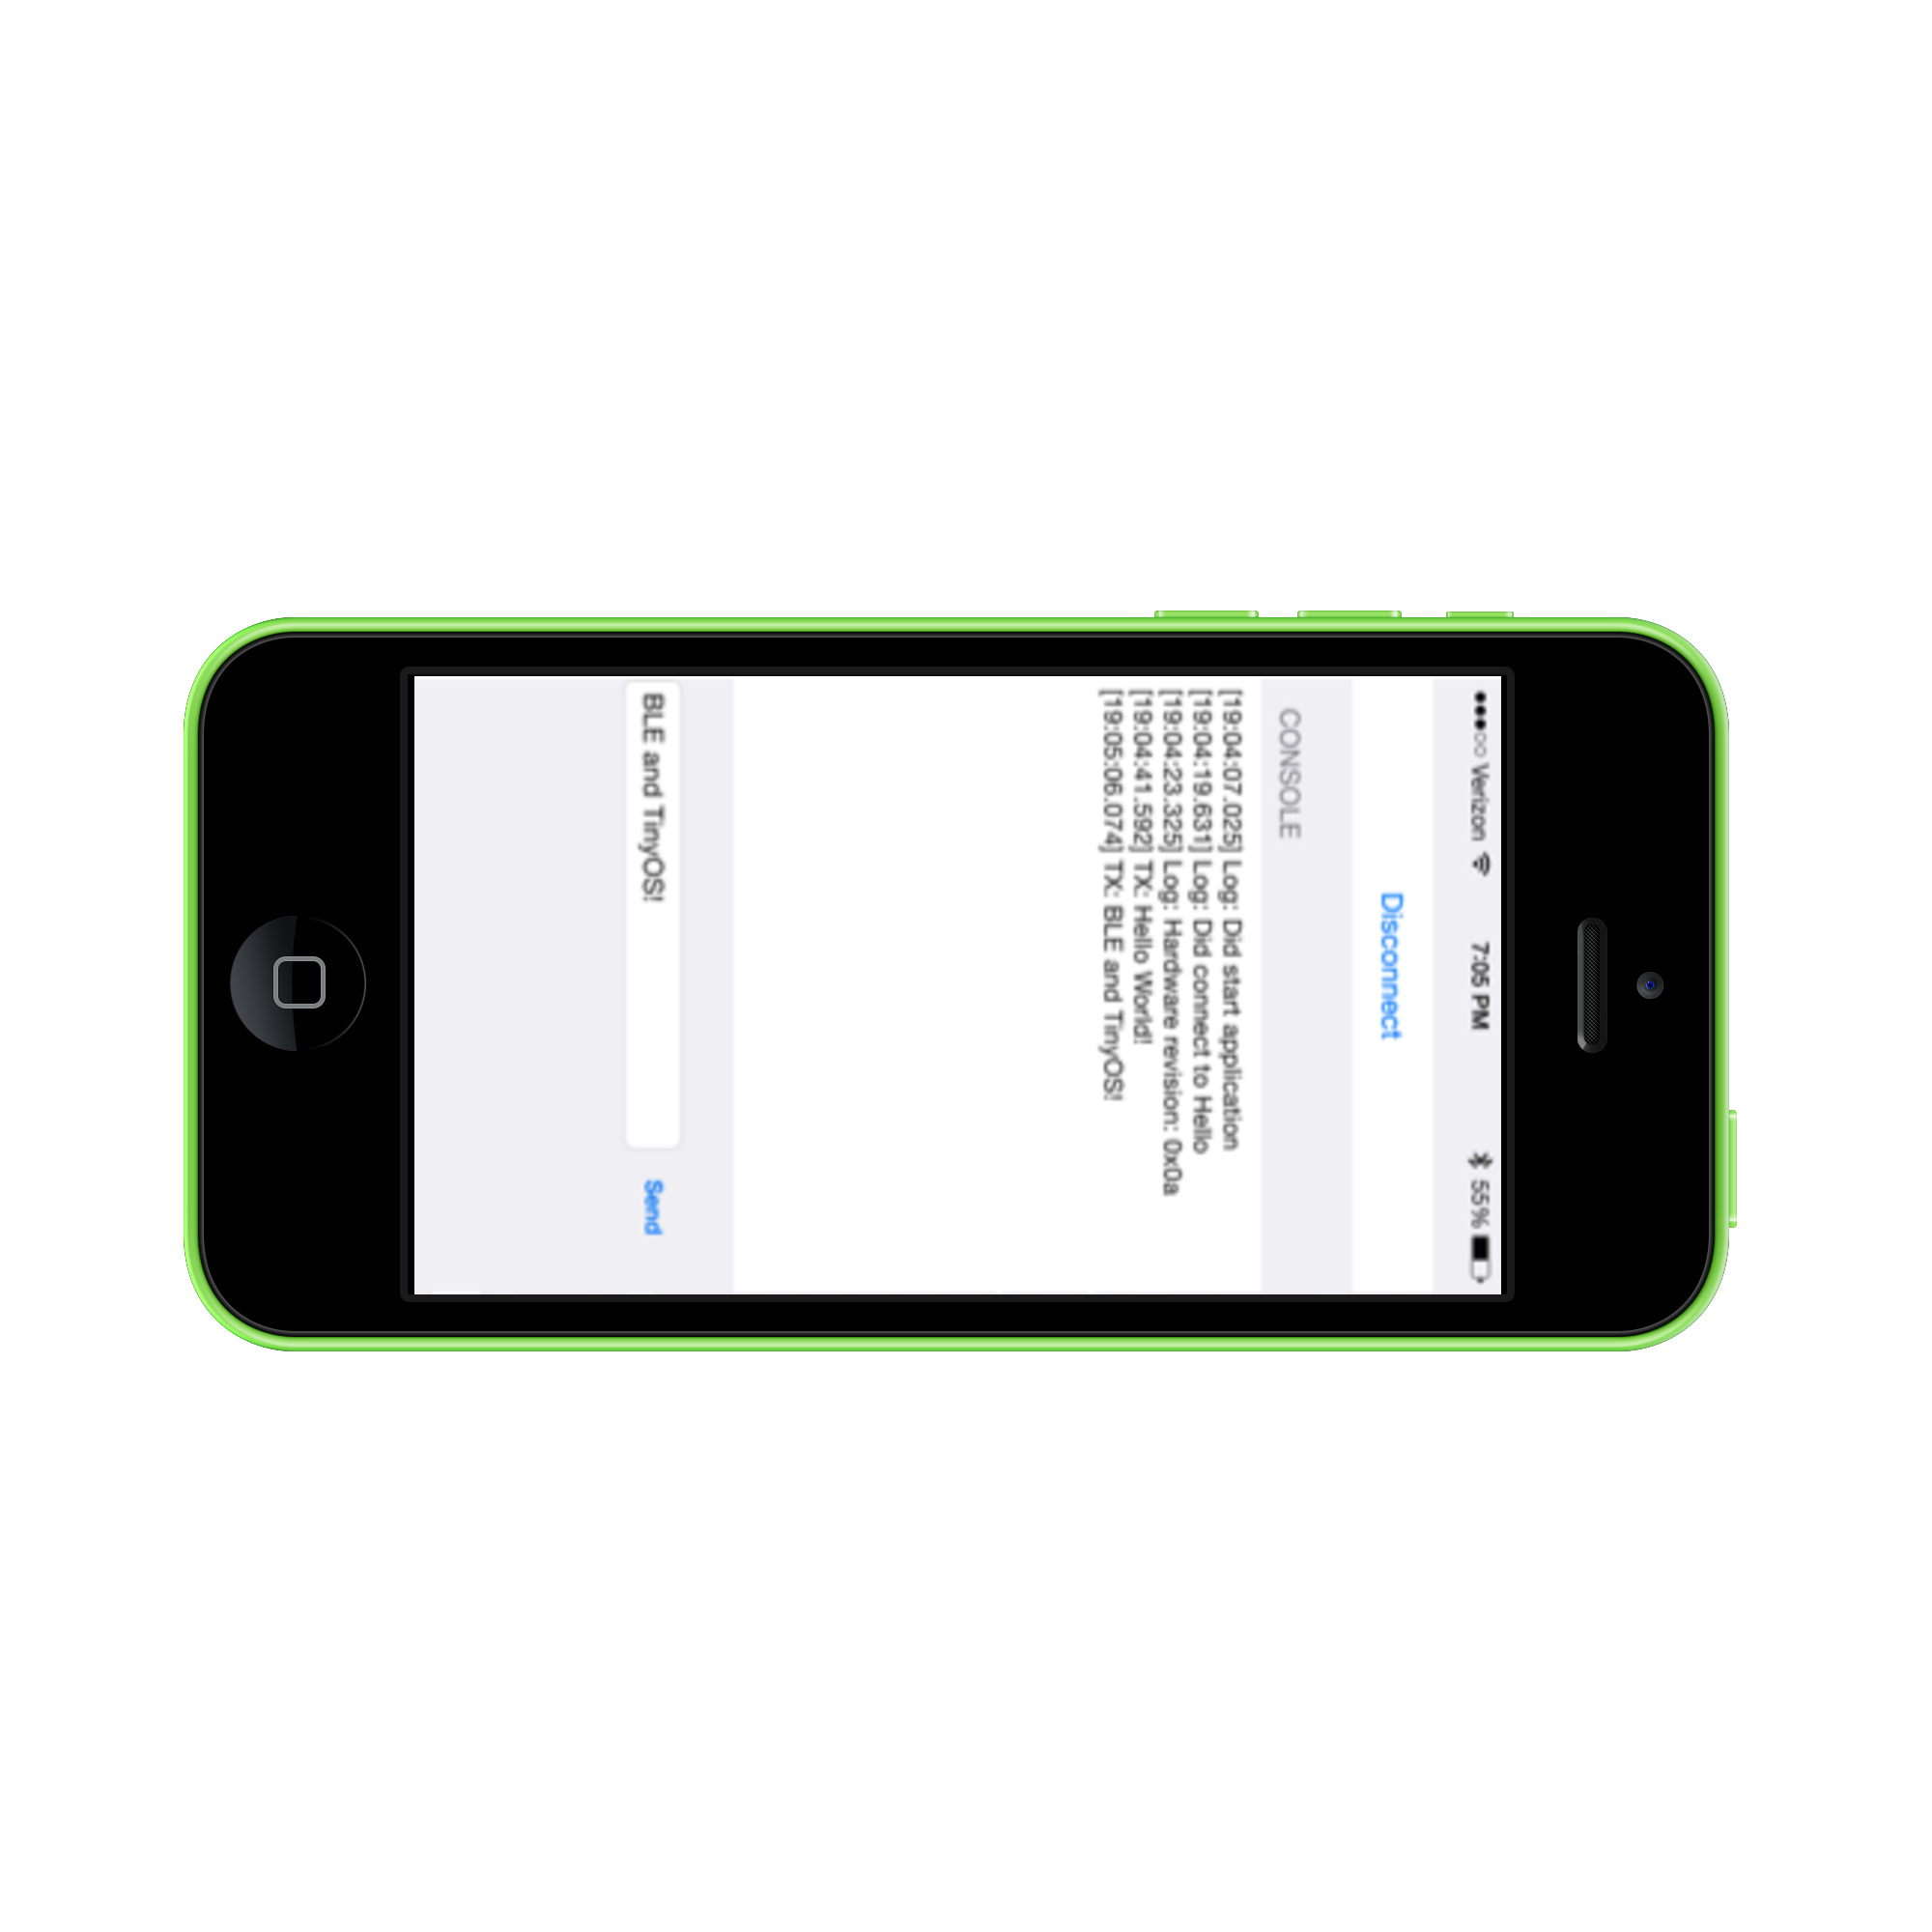 Verizon 7:05 PM 55%
Disconnect
CONSOLE
[19:04:07.025] Log: Did start application
[19:04:19.631] Log: Did connect to Hello
[19:04:23.325] Log: Hardware revision: 0x0a
[19:04:41.592] TX: Hello World!
[19:05:06.074] TX: BLE and TinyOS!
BLE and TinyOS! Send